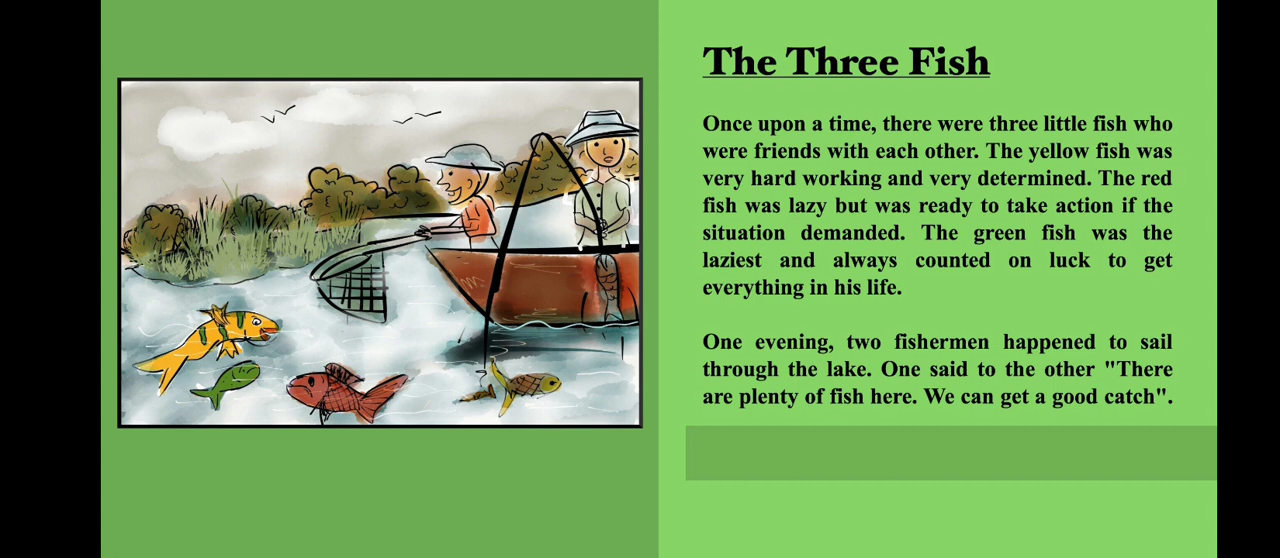 The Three Fish
Once upon a time, there were three little fish who
were friends with each other. The yellow fish was
very hard working and very determined. The red
fish was lazy but was ready to take action if the
situation demanded. The green fish was the
laziest and always counted on luck to get
everything in his life.
One evening, two fishermen happened to sail
through the lake. One said to the other "There
are plenty of fish here. We can get a good catch".